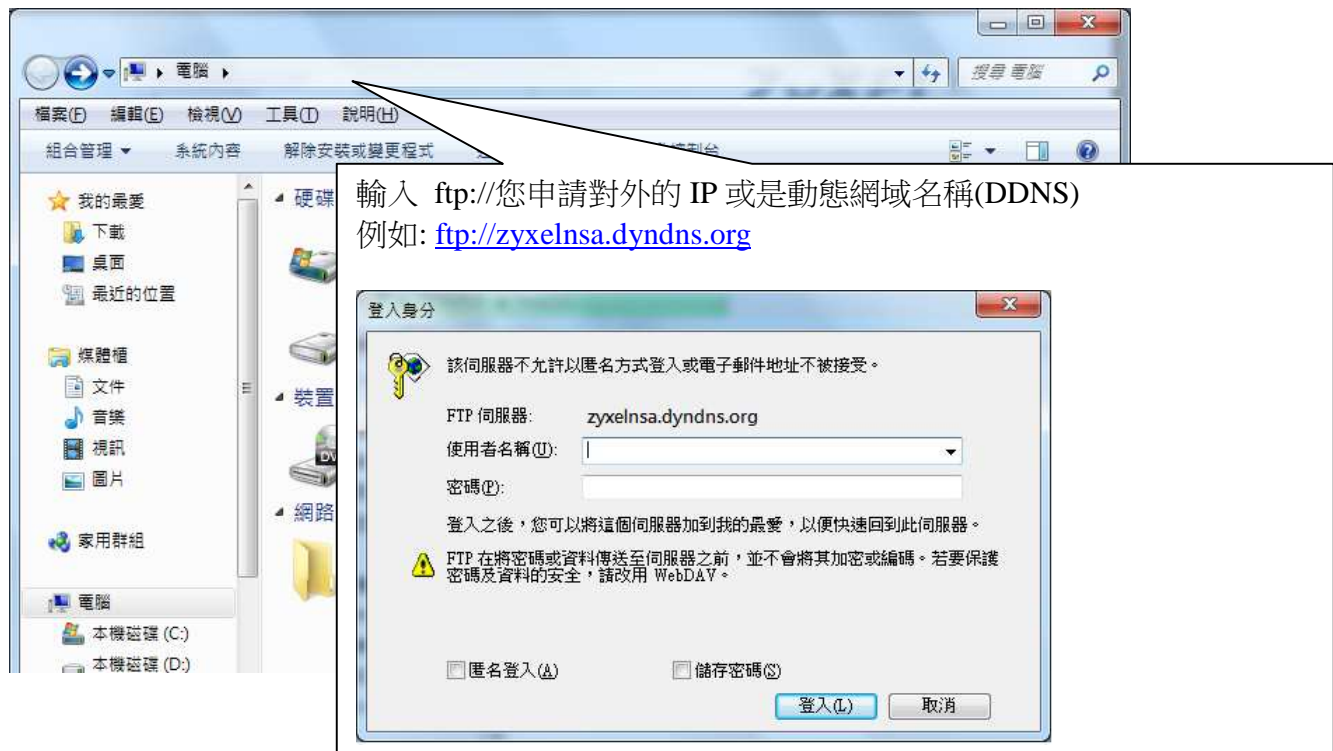 電腦
搜尋 電腦
檔案(F) 編輯(E) 檢視(V) 工具(T) 說明(H)
組合管理 系統內容 解除安裝或變更程式
我的最愛
下載
桌面
最近的位置
媒體櫃
文件
音樂
視訊
圖片
家用群組
電腦
本機磁碟 (C:)
本機磁碟 (D:)
硬碟
裝置
網路
輸入 ftp://您申請對外的 IP 或是動態網域名稱(DDNS)
例如: ftp://zyxelnsa.dyndns.org
登入身分
該伺服器不允許以匿名方式登入或電子郵件地址不被接受。
FTP 伺服器: zyxelnsa.dyndns.org
使用者名稱(U):
密碼(P):
登入之後，您可以將這個伺服器加到我的最愛，以便快速回到此伺服器。
FTP 在將密碼或資料傳送至伺服器之前，並不會將其加密或編碼。若要保護
密碼及資料的安全，請改用 WebDAV。
匿名登入(A) 儲存密碼(S)
登入(L) 取消